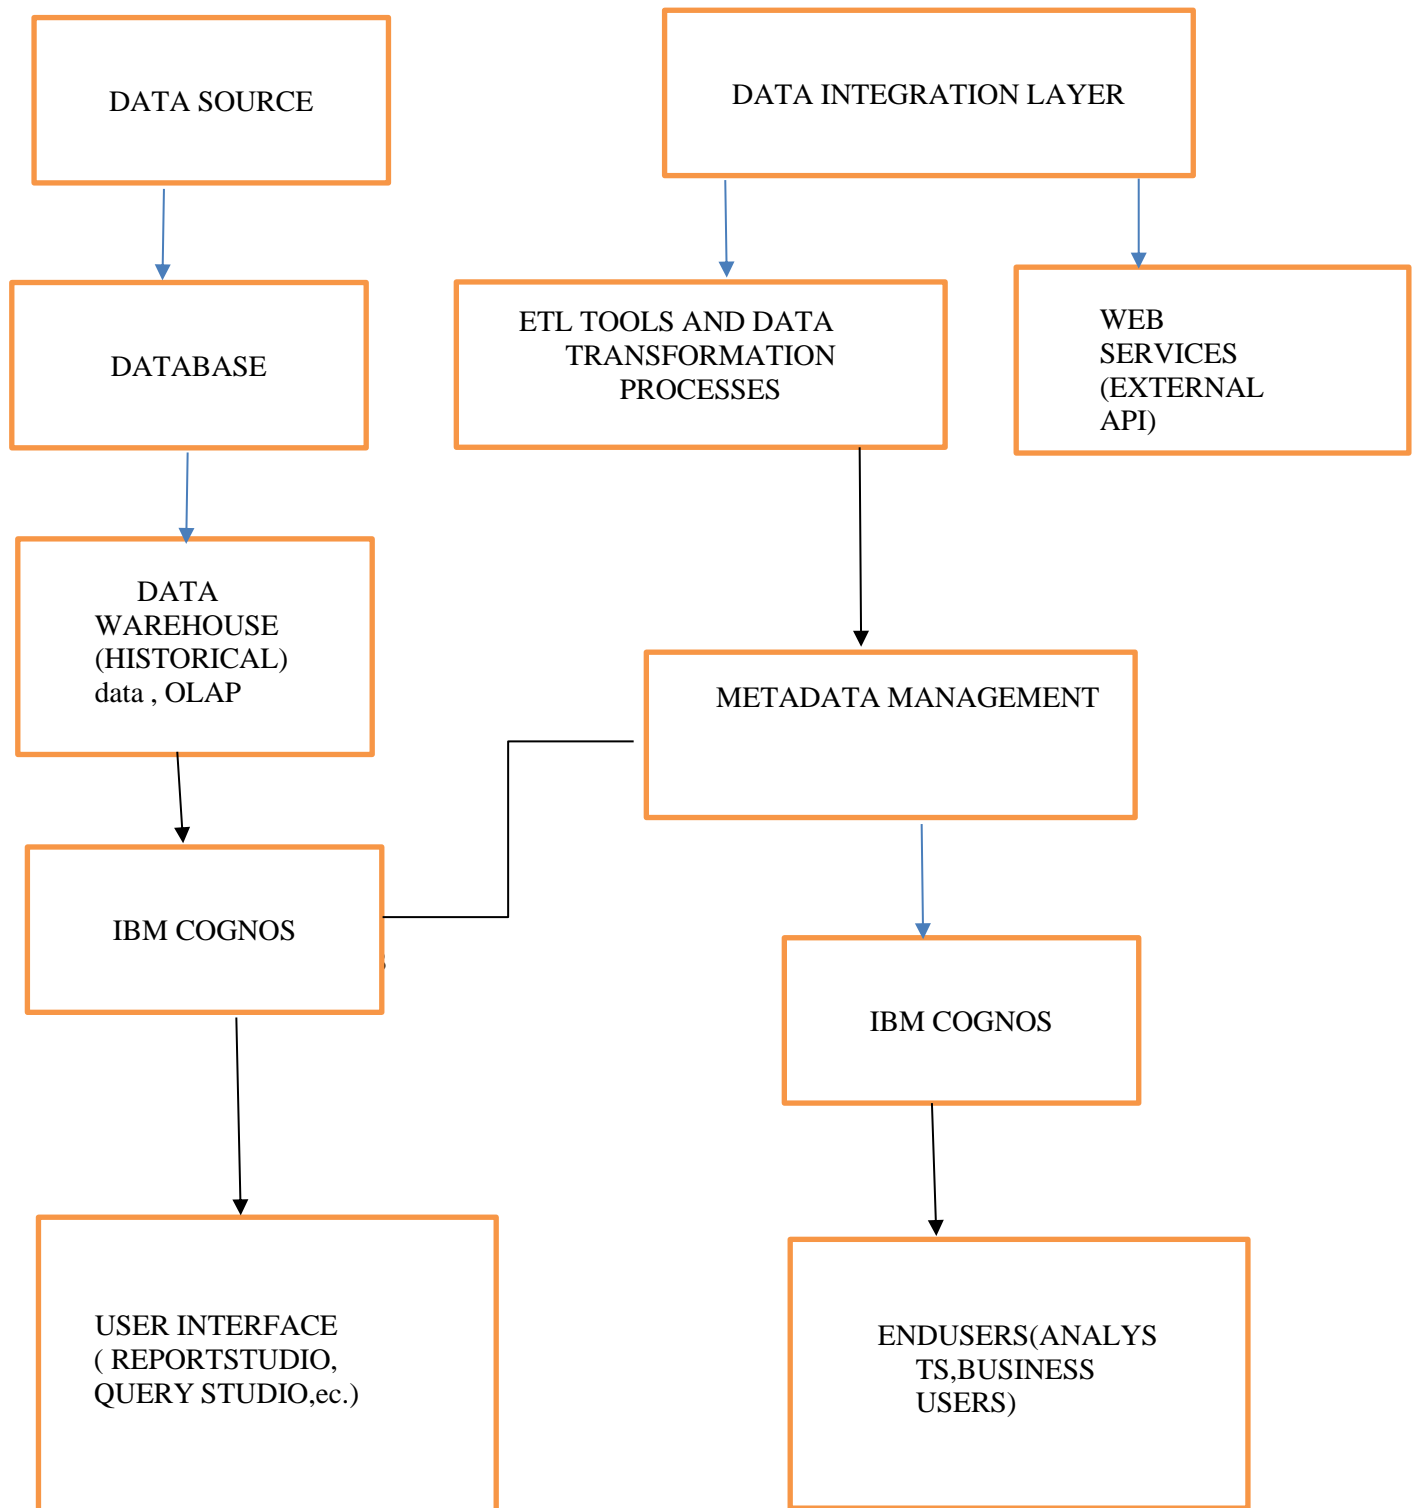 DATA SOURCE
DATA INTEGRATION LAYER
DATABASE
ETL TOOLS AND DATA
TRANSFORMATION
PROCESSES
WEB
SERVICES
(EXTERNAL
API)
DATA
WAREHOUSE
(HISTORICAL)
data , OLAP
METADATA MANAGEMENT
IBM COGNOS
IBM COGNOS
USER INTERFACE
( REPORTSTUDIO,
QUERY STUDIO,ec.)
ENDUSERS(ANALYS
TS,BUSINESS
USERS)